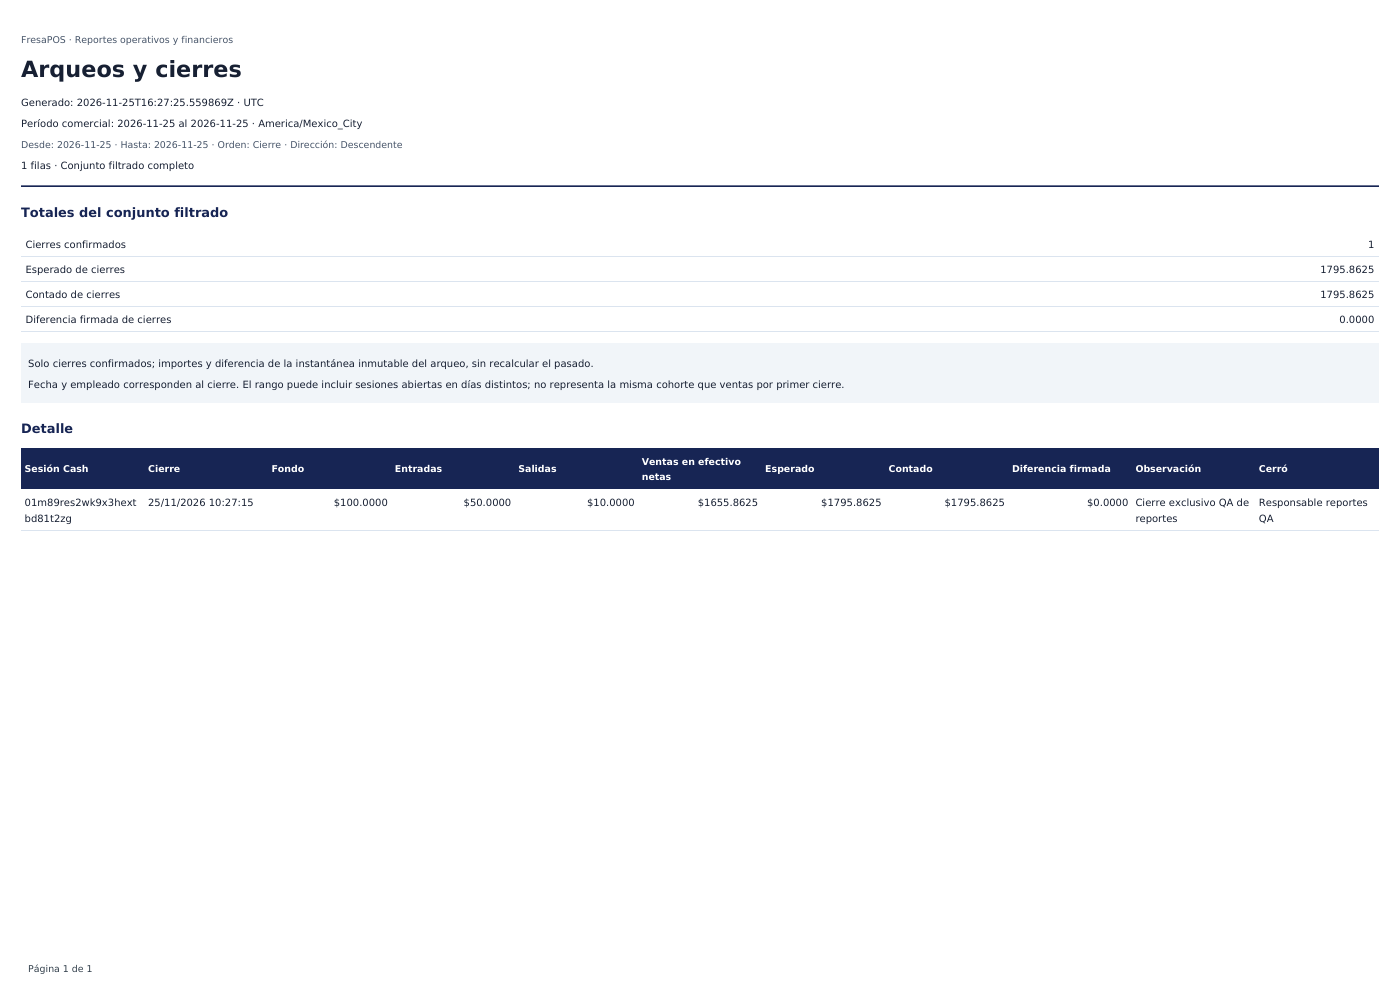 FresaPOS · Reportes operativos y financieros
Arqueos y cierres
Generado: 2026-11-25T16:27:25.559869Z · UTC
Período comercial: 2026-11-25 al 2026-11-25 · America/Mexico_City
Desde: 2026-11-25 · Hasta: 2026-11-25 · Orden: Cierre · Dirección: Descendente
1 filas · Conjunto filtrado completo
Totales del conjunto filtrado
Cierres confirmados 1
Esperado de cierres 1795.8625
Contado de cierres 1795.8625
Diferencia firmada de cierres 0.0000
Solo cierres confirmados; importes y diferencia de la instantánea inmutable del arqueo, sin recalcular el pasado.
Fecha y empleado corresponden al cierre. El rango puede incluir sesiones abiertas en días distintos; no representa la misma cohorte que ventas por primer cierre.
Detalle
Sesión Cash Cierre Fondo Entradas Salidas Ventas en efectivo Esperado Contado Diferencia firmada Observación Cerró
netas
01m89res2wk9x3hext 25/11/2026 10:27:15 $100.0000 $50.0000 $10.0000 $1655.8625 $1795.8625 $1795.8625 $0.0000 Cierre exclusivo QA de Responsable reportes
bd81t2zg reportes QA
Página 1 de 1